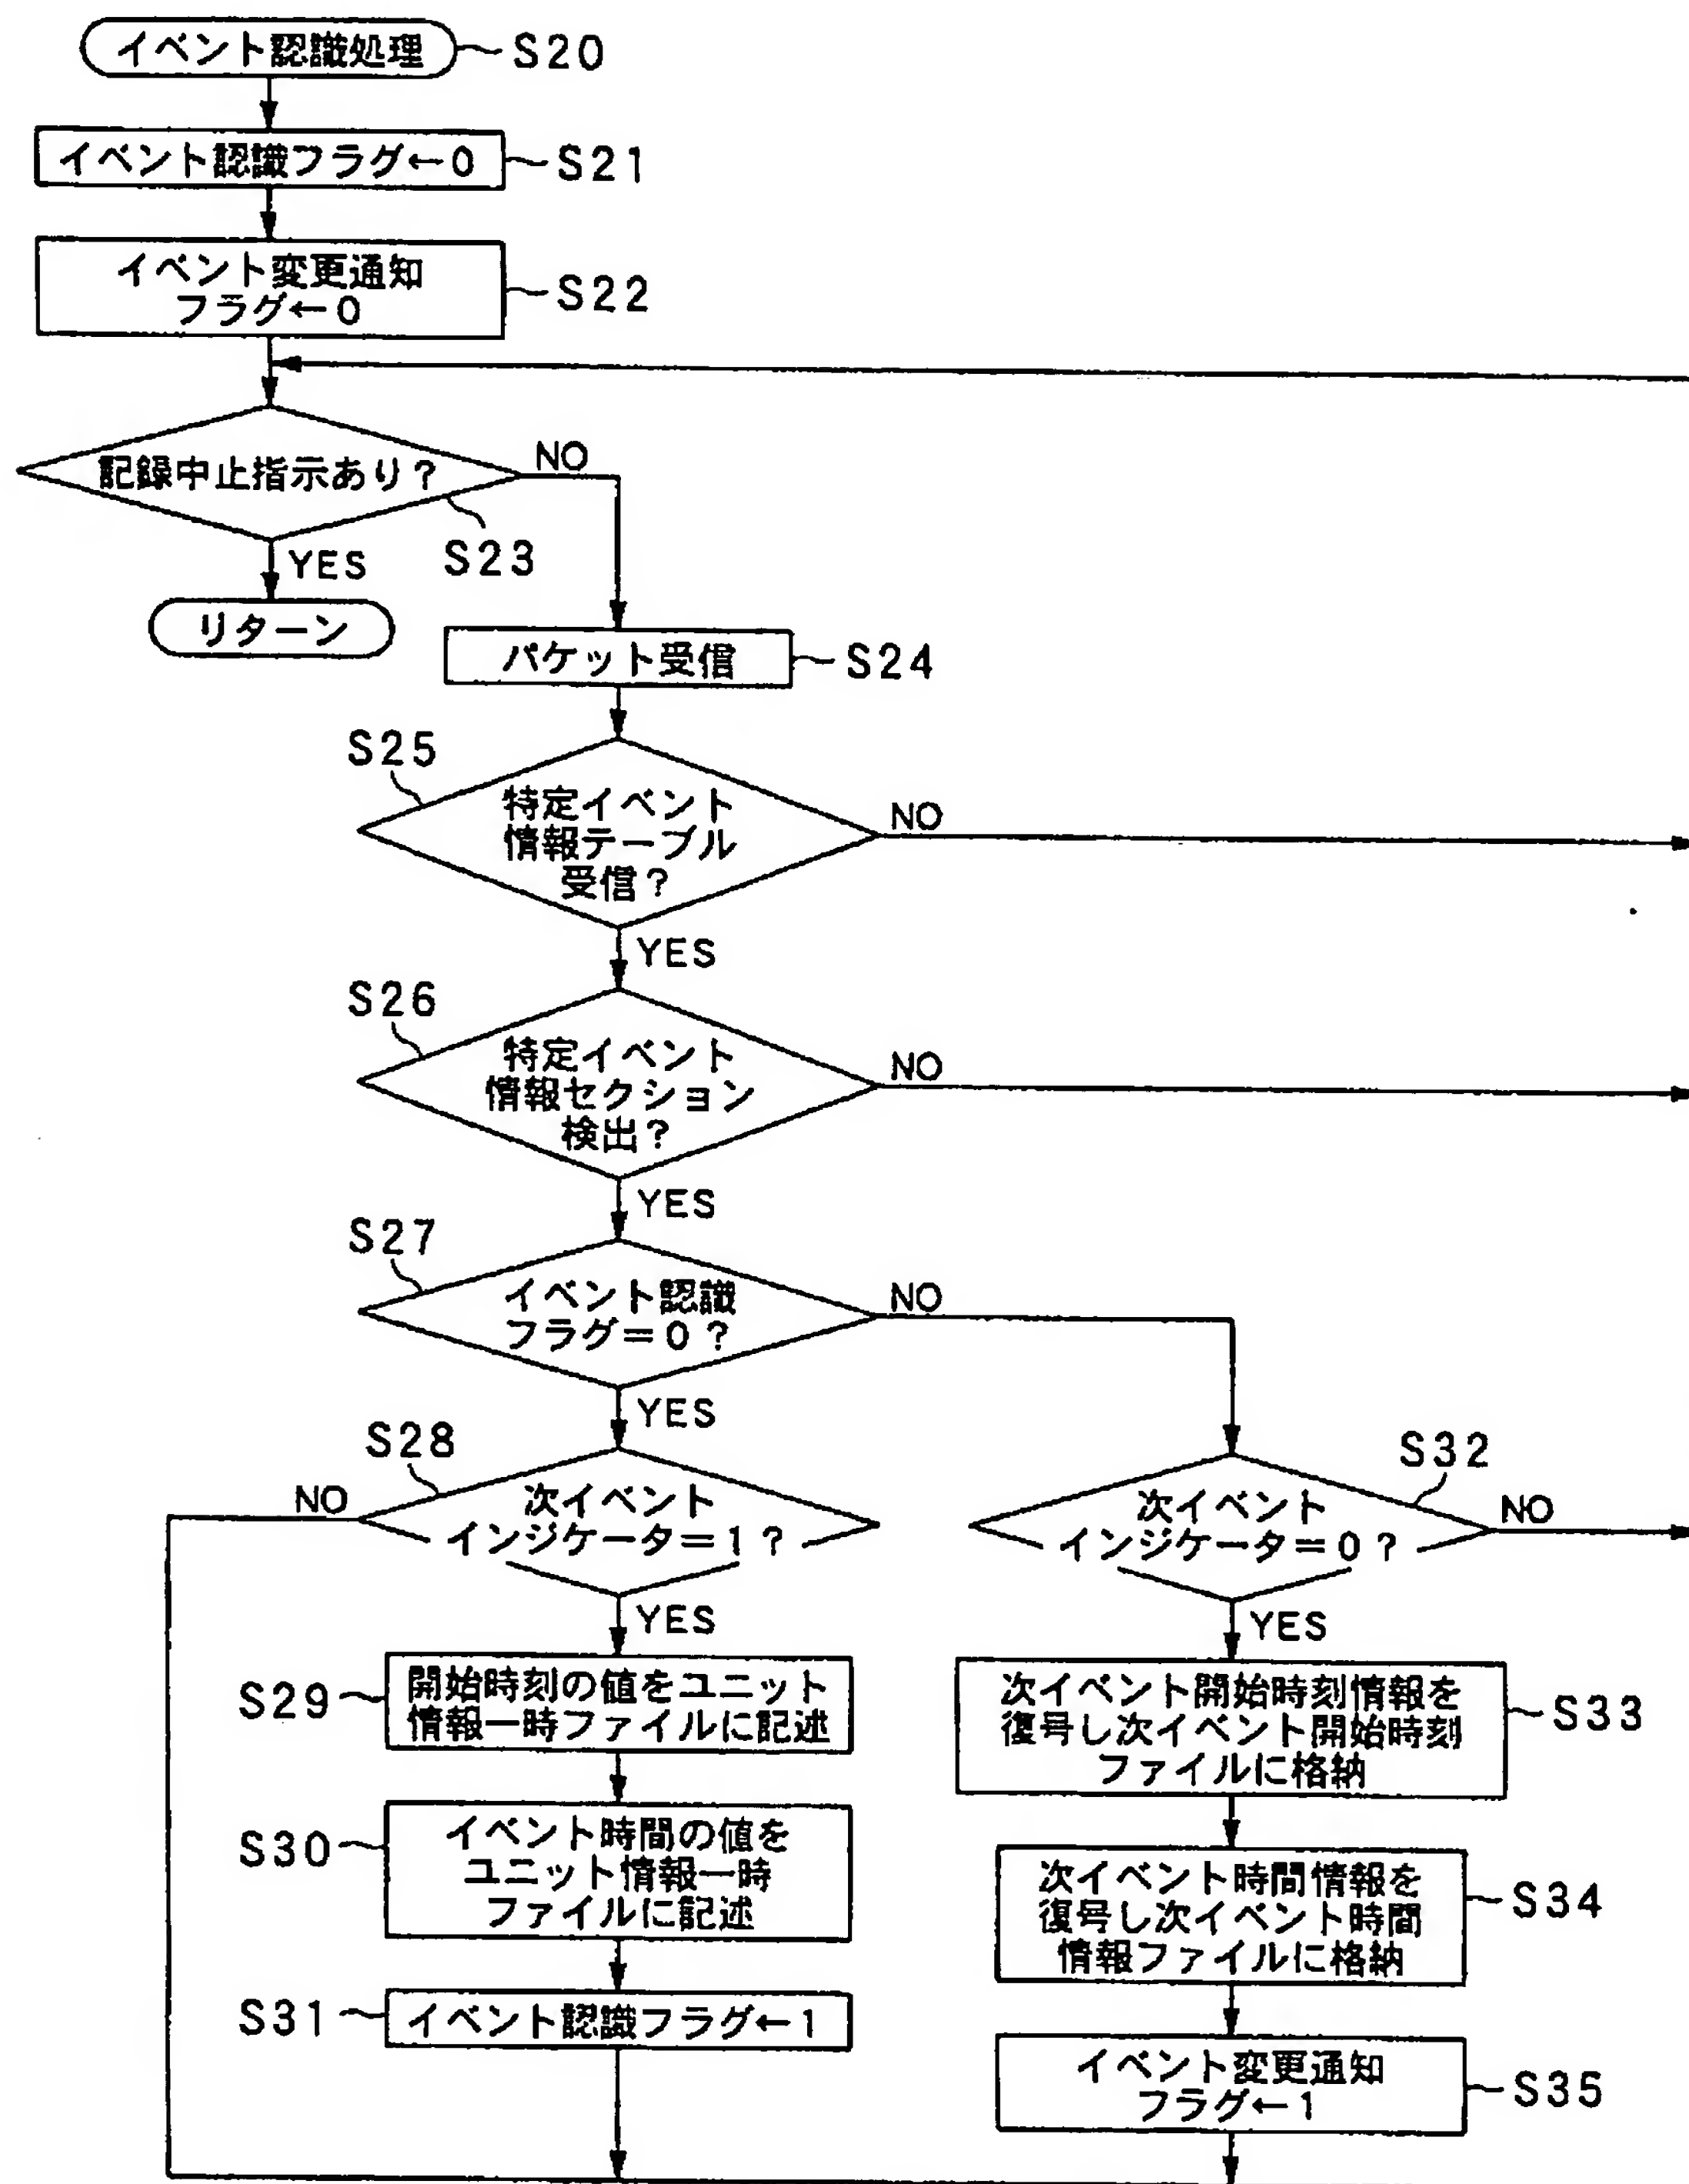 イベント認識処理 S20
イベント認識フラグ←0 S21
イベント変更通知
フラグ←0
S22
記録中止指示あり？
NO
S23
YES
リターン
パケット受信 S24
S25
特定イベント
情報テーブル
受信？
NO
YES
S26
特定イベント
情報セクション
検出？
NO
YES
S27
イベント認識
フラグ＝0？
NO
YES
S28
次イベント
インジケータ＝1？
NO
YES
S32
次イベント
インジケータ＝0？
NO
YES
S29
開始時刻の値をユニット
情報一時ファイルに記述
S30
イベント時間の値を
ユニット情報一時
ファイルに記述
S31
イベント認識フラグ←1
次イベント開始時刻情報を
復号し次イベント開始時刻
ファイルに格納
S33
次イベント時間情報を
復号し次イベント時間
情報ファイルに格納
S34
イベント変更通知
フラグ←1
S35